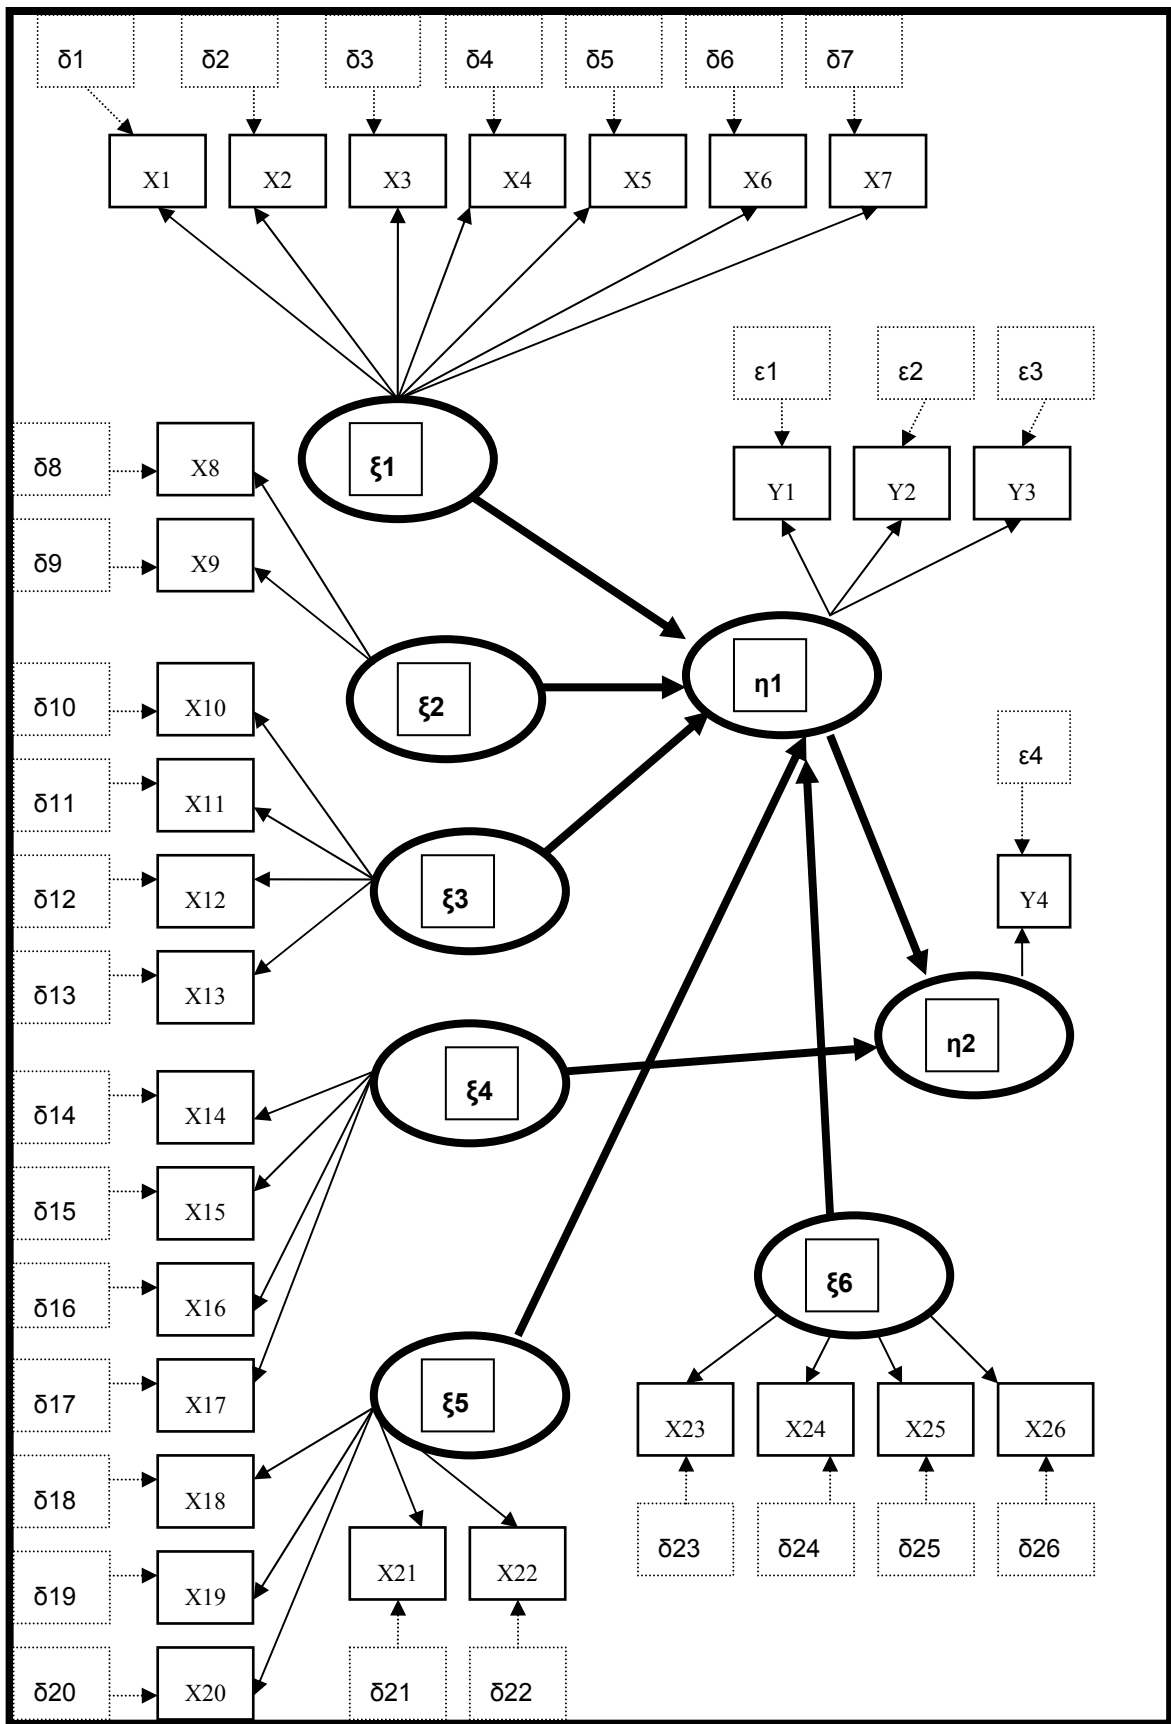 δ1 δ2 δ3 δ4 δ5 δ6 δ7
X1 X2 X3 X4 X5 X6 X7
ε1 ε2 ε3
δ8 X8 ξ1 Y1 Y2 Y3
δ9 X9
ξ2 η1
δ10 X10
ε4
δ11 X11
δ12 X12 ξ3 Y4
δ13 X13
η2
δ14 X14 ξ4
δ15 X15
δ16 X16 ξ6
δ17 X17 ξ5 X23 X24 X25 X26
δ18 X18
δ23 δ24 δ25 δ26
δ19 X19 X21 X22
δ20 X20 δ21 δ22